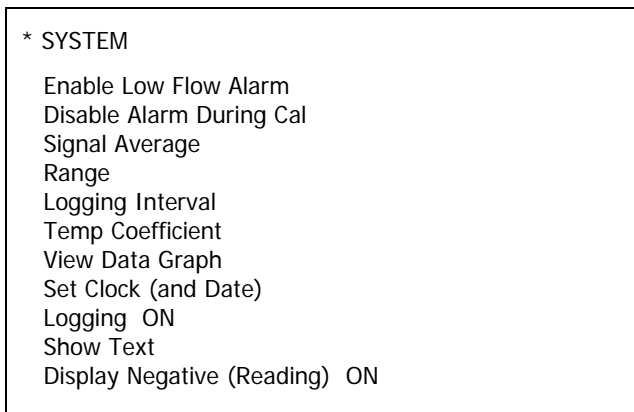 * SYSTEM
Enable Low Flow Alarm
Disable Alarm During Cal
Signal Average
Range
Logging Interval
Temp Coefficient
View Data Graph
Set Clock (and Date)
Logging  ON
Show Text
Display Negative (Reading)  ON